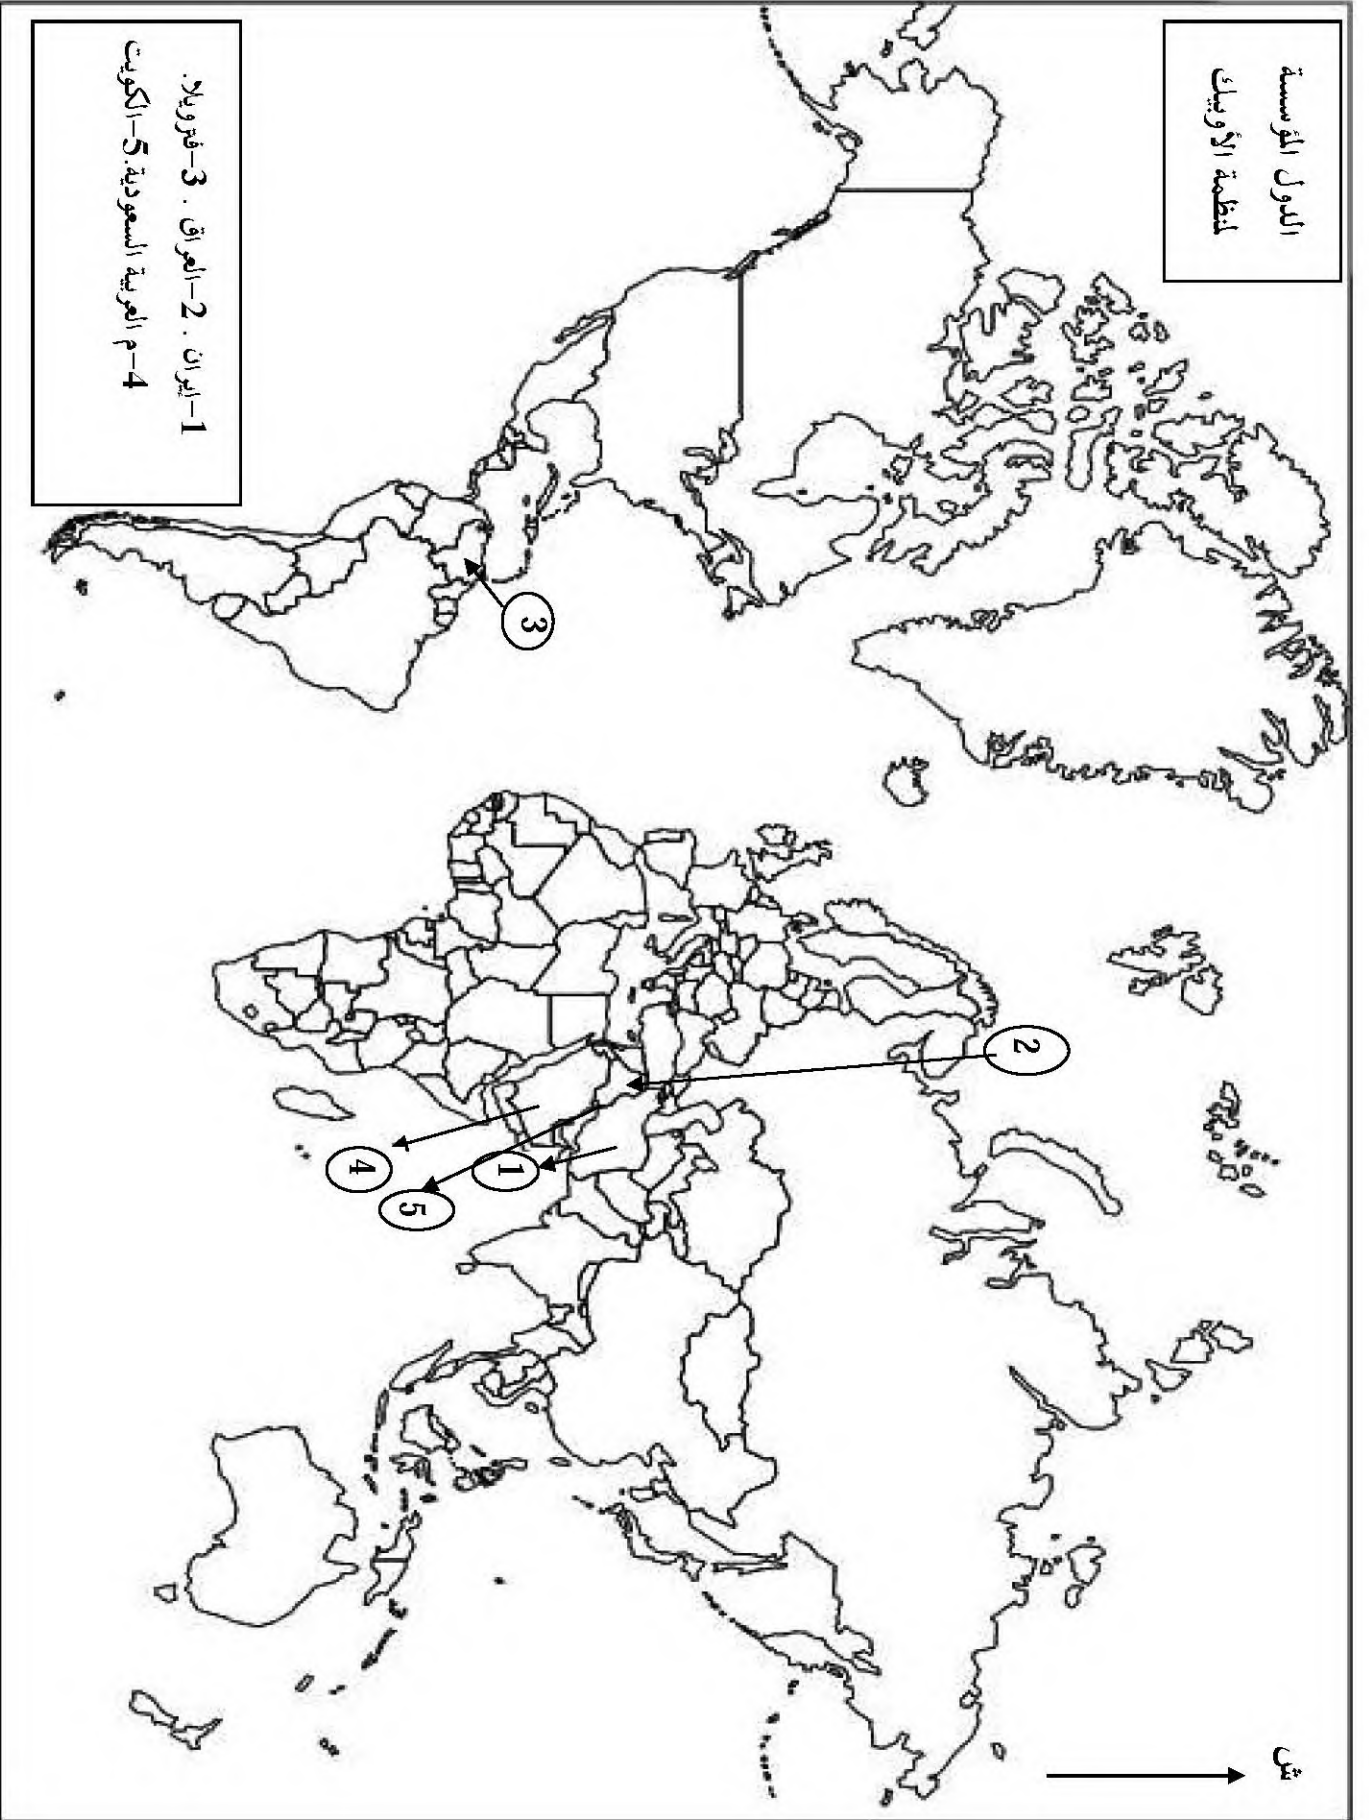 الدول المؤسسة
لمنظمة الأوبيك
ش
2
3
1
4
5
1–إيران . 2–العراق . 3–فنزويلا.
4–م العربية السعودية.5–الكويت